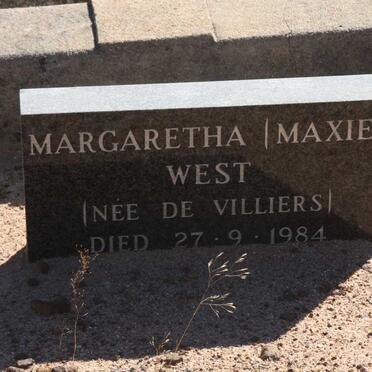 MARGARETHA (MAXIE
WEST
(NÉE DE VILLIERS)
DIED 27·9·1984